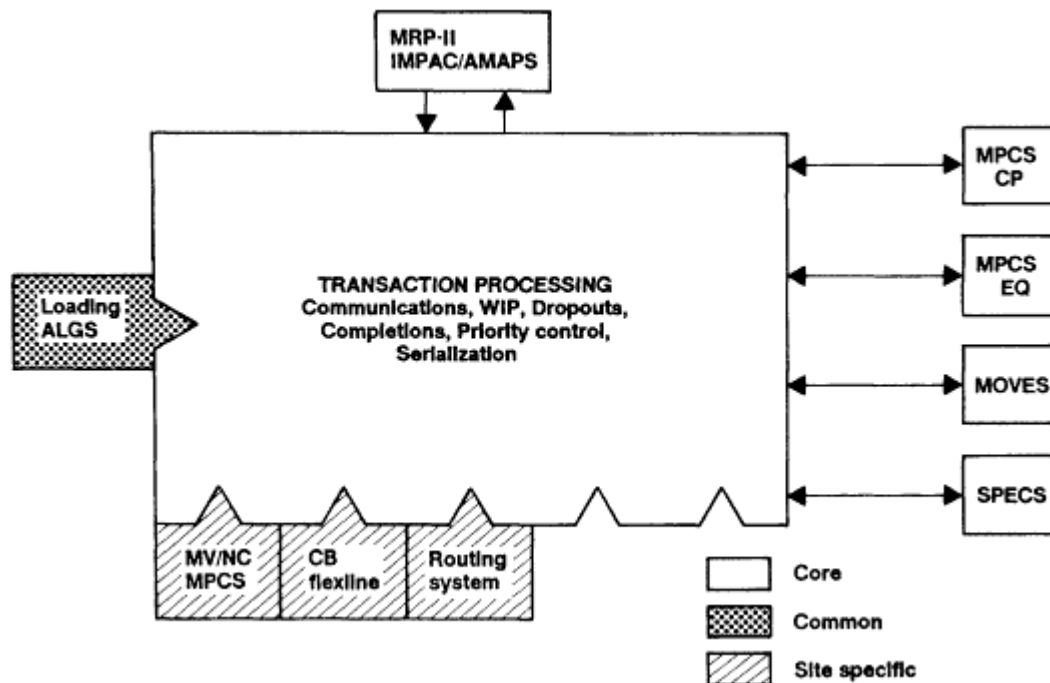 MRP-II
IMPAC/AMAPS
MPCS
CP
MPCS
EQ
Loading
ALGS
TRANSACTION PROCESSING
Communications, WIP, Dropouts,
Completions, Priority control,
Serialization
MOVES
SPECS
MV/NC
MPCS
CB
flexline
Routing
system
Core
Common
Site specific